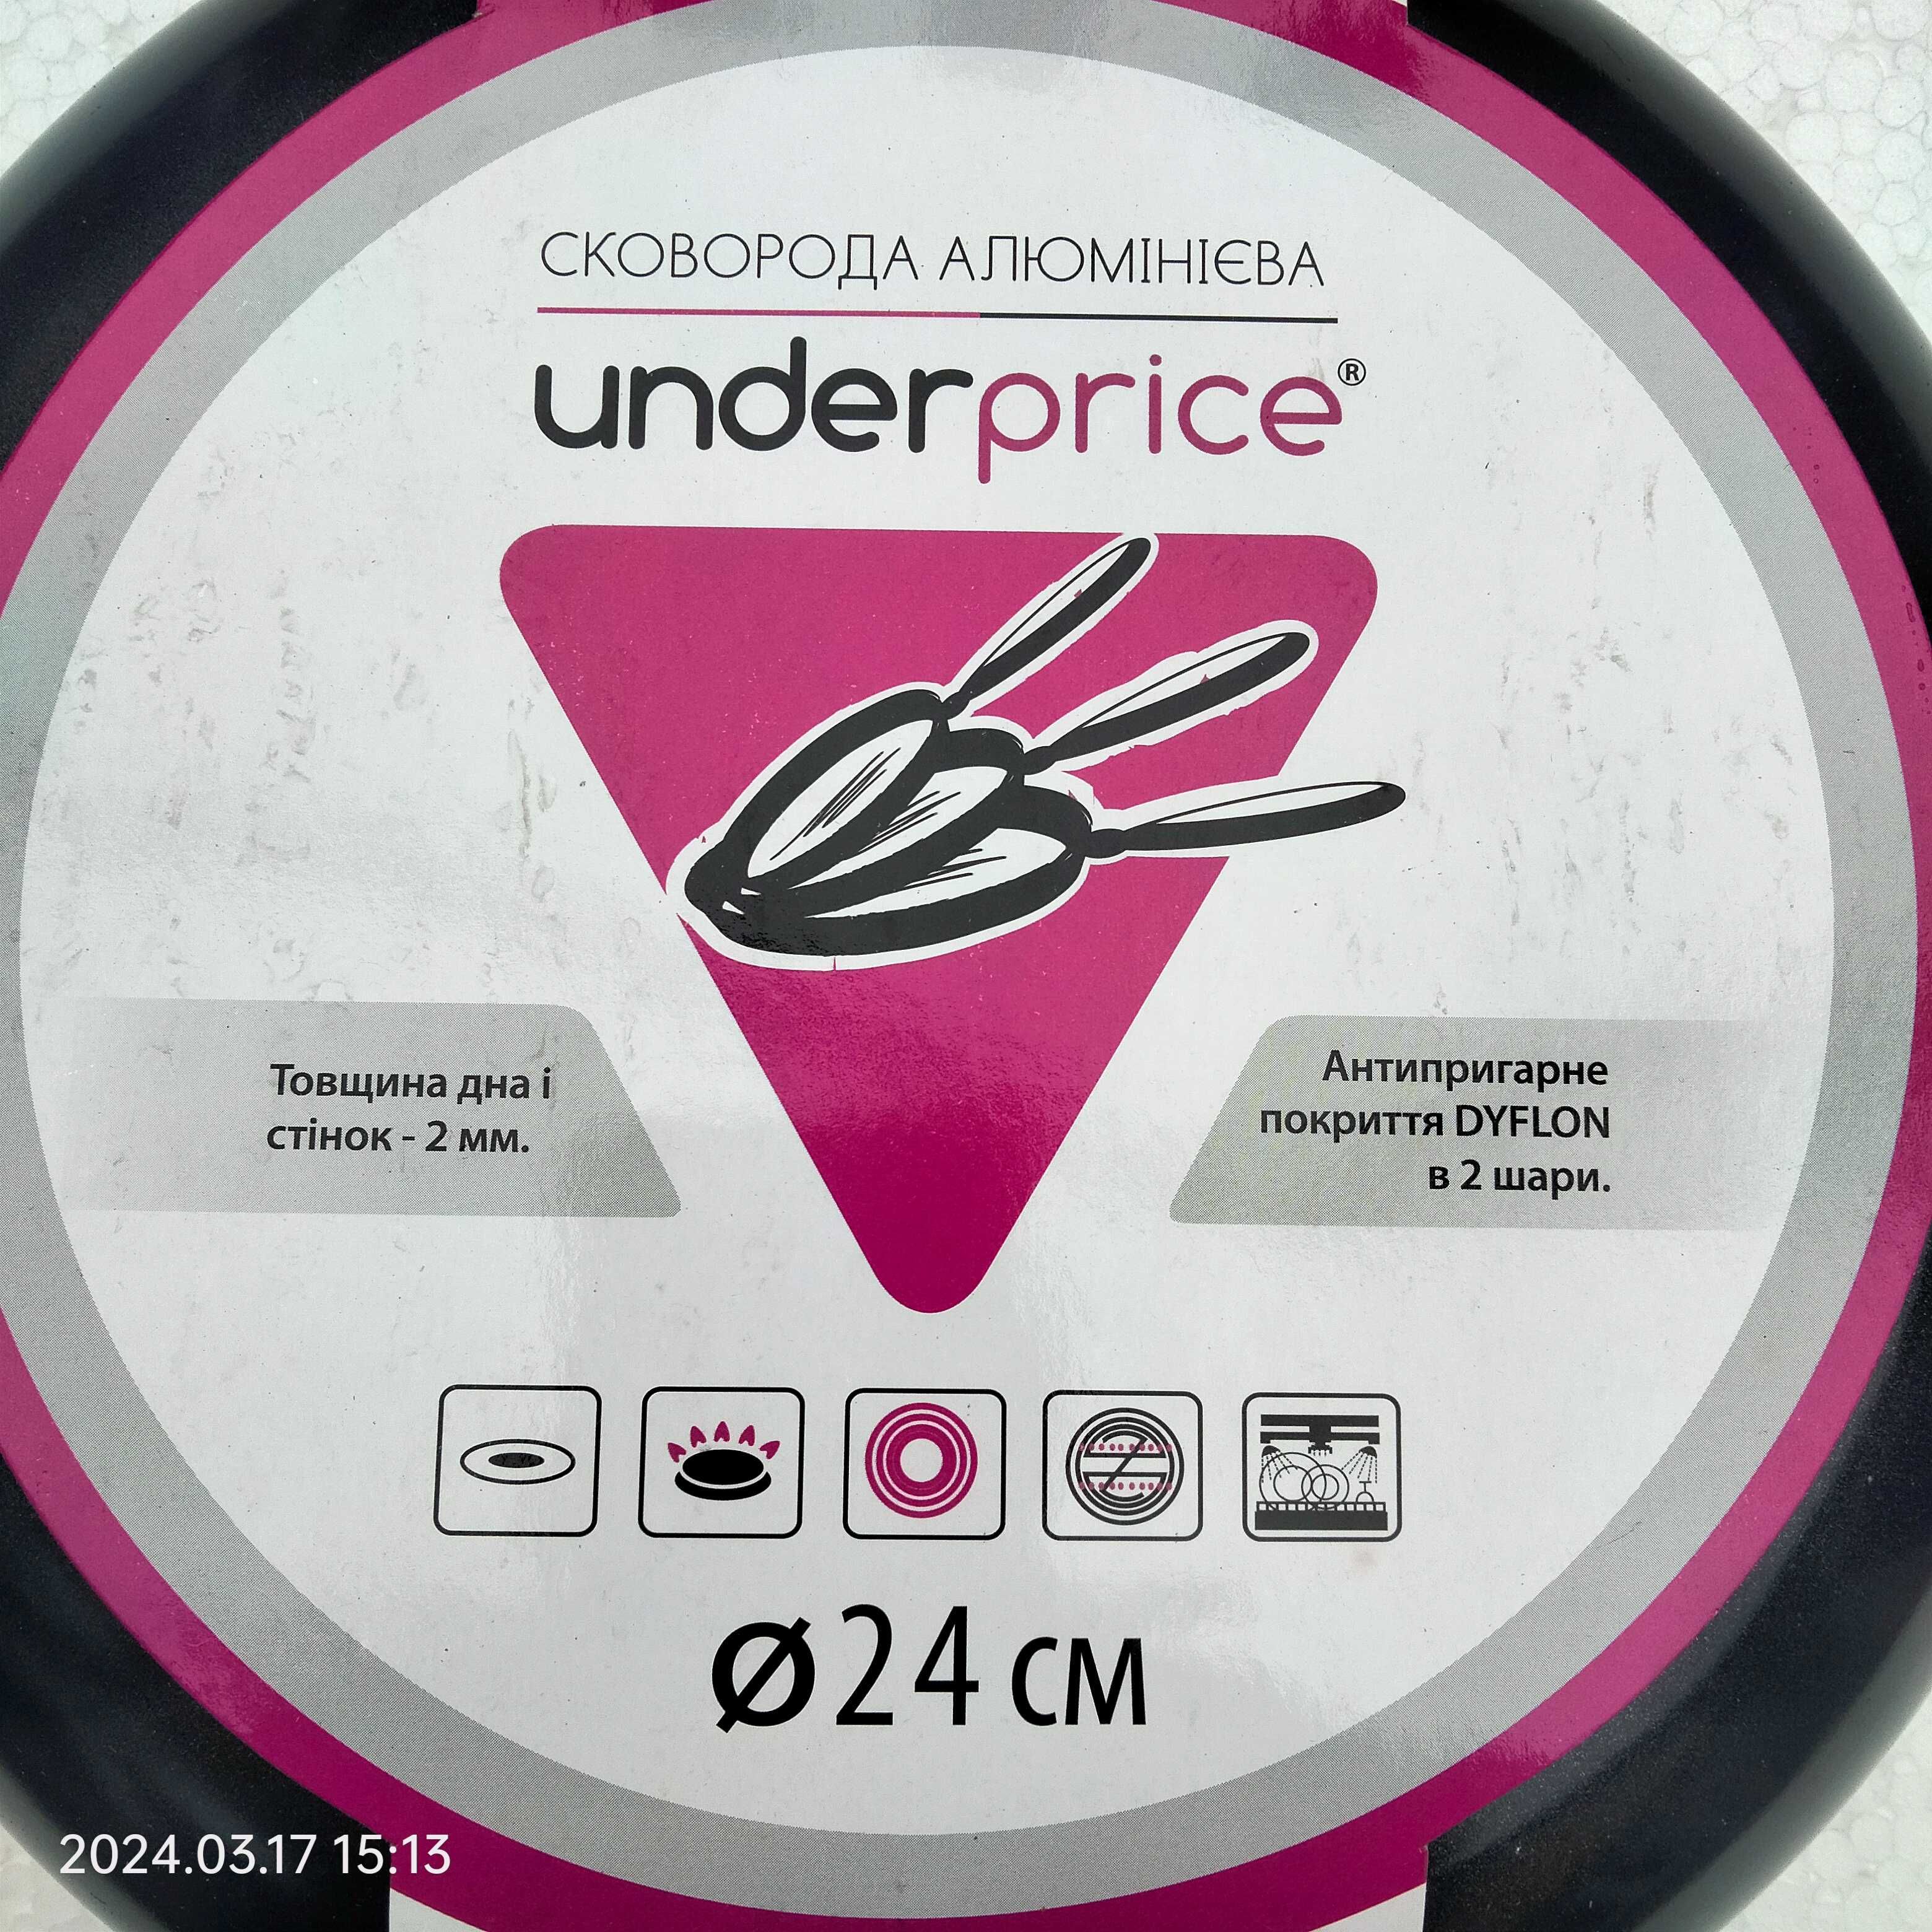 СКОВОРОДА АЛЮМІНІЄВА
underprice®
Товщина дна і
стінок - 2 мм.
Антипригарне
покриття DYFLON
в 2 шари.
Ø24 см
2024.03.17 15:13